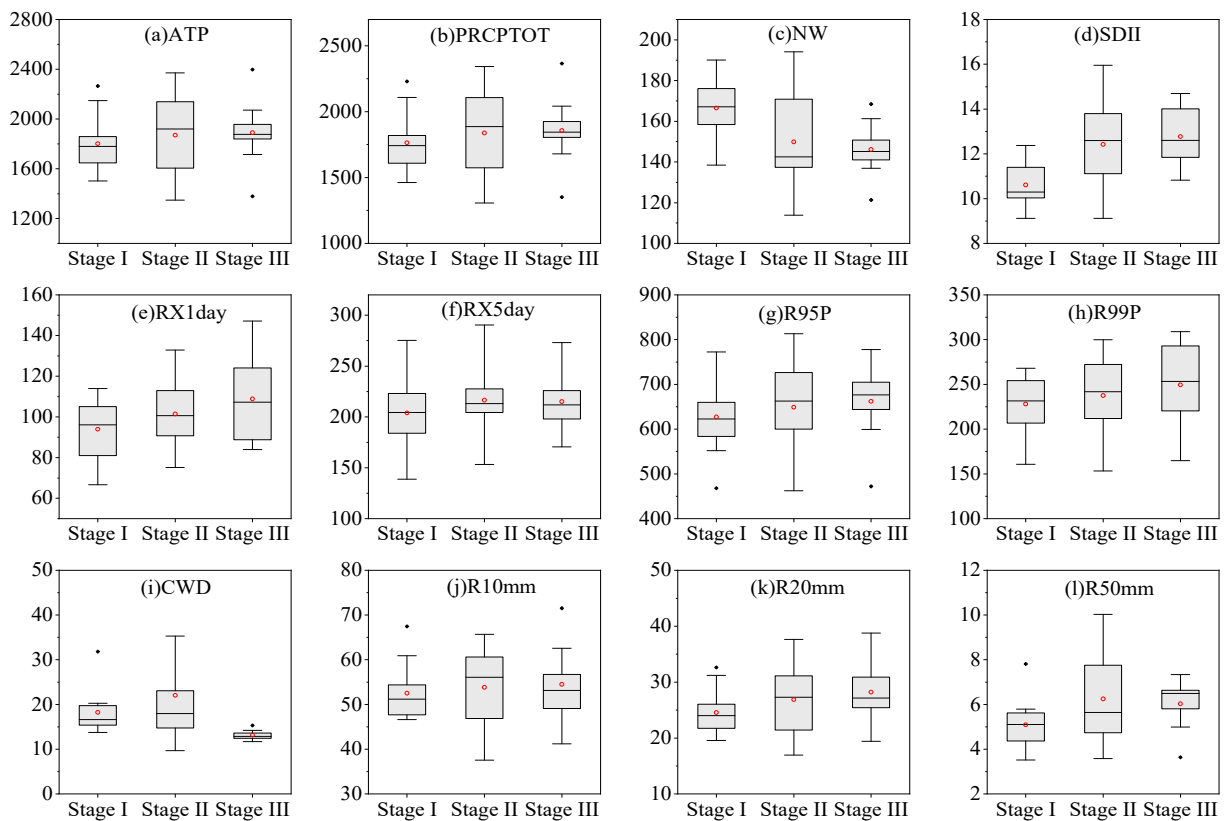 (a)ATP
2800
2400
2000
1600
1200
Stage I Stage II Stage III
(b)PRCPTOT
2500
2000
1500
1000
Stage I Stage II Stage III
(c)NW
200
180
160
140
120
100
Stage I Stage II Stage III
(d)SDII
18
16
14
12
10
8
Stage I Stage II Stage III
(e)RX1day
160
140
120
100
80
60
Stage I Stage II Stage III
(f)RX5day
300
250
200
150
100
Stage I Stage II Stage III
(g)R95P
900
800
700
600
500
400
Stage I Stage II Stage III
(h)R99P
350
300
250
200
150
100
Stage I Stage II Stage III
(i)CWD
50
40
30
20
10
0
Stage I Stage II Stage III
(j)R10mm
80
70
60
50
40
30
Stage I Stage II Stage III
(k)R20mm
50
40
30
20
10
Stage I Stage II Stage III
(l)R50mm
12
10
8
6
4
2
Stage I Stage II Stage III